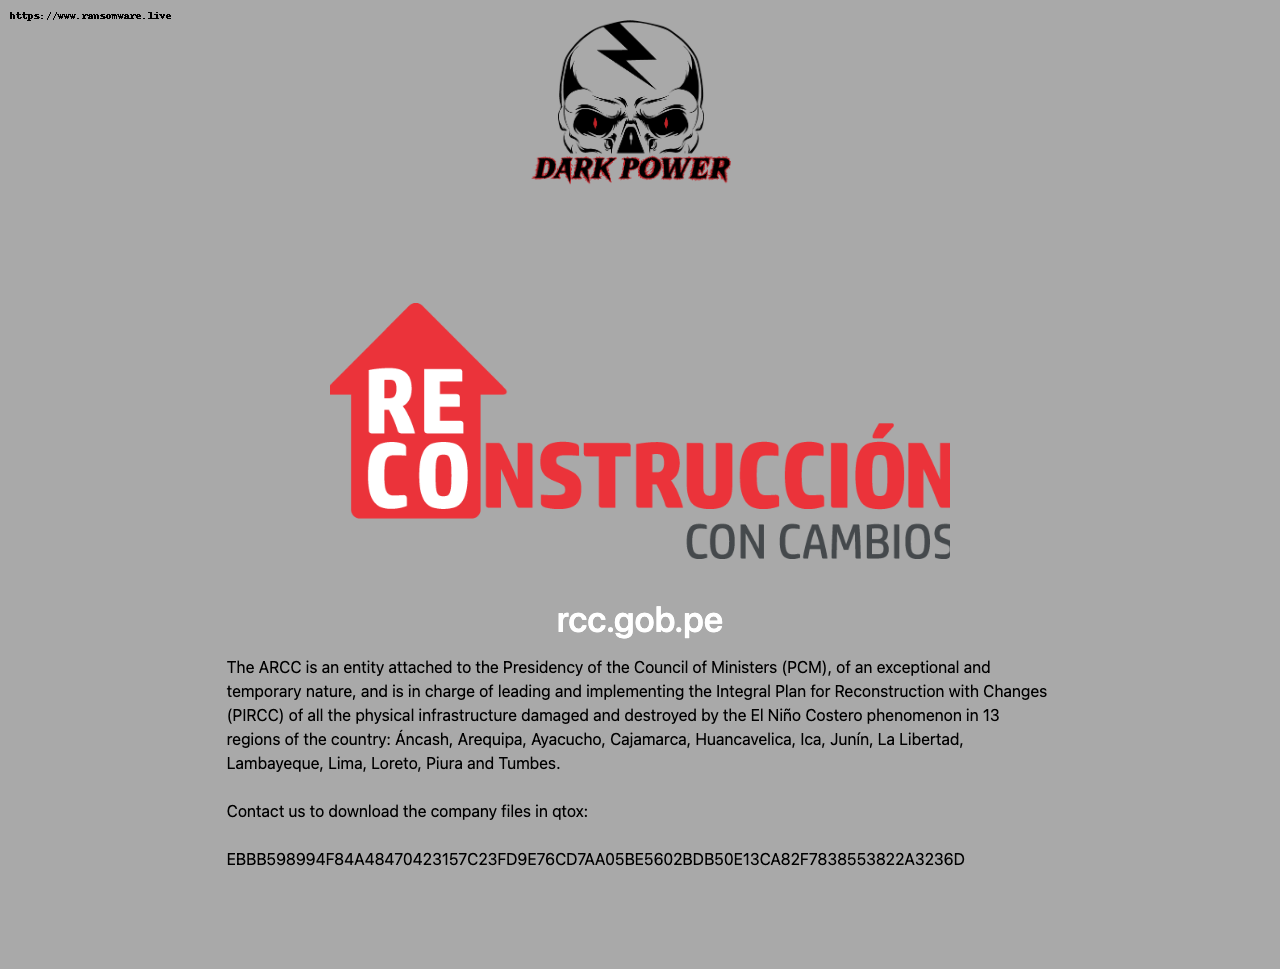 https://www.ransomware.live
DARK POWER
RE
CONSTRUCCIÓN
CON CAMBIOS
rcc.gob.pe
The ARCC is an entity attached to the Presidency of the Council of Ministers (PCM), of an exceptional and
temporary nature, and is in charge of leading and implementing the Integral Plan for Reconstruction with Changes
(PIRCC) of all the physical infrastructure damaged and destroyed by the El Niño Costero phenomenon in 13
regions of the country: Áncash, Arequipa, Ayacucho, Cajamarca, Huancavelica, Ica, Junín, La Libertad,
Lambayeque, Lima, Loreto, Piura and Tumbes.
Contact us to download the company files in qtox:
EBBB598994F84A48470423157C23FD9E76CD7AA05BE5602BDB50E13CA82F7838553822A3236D